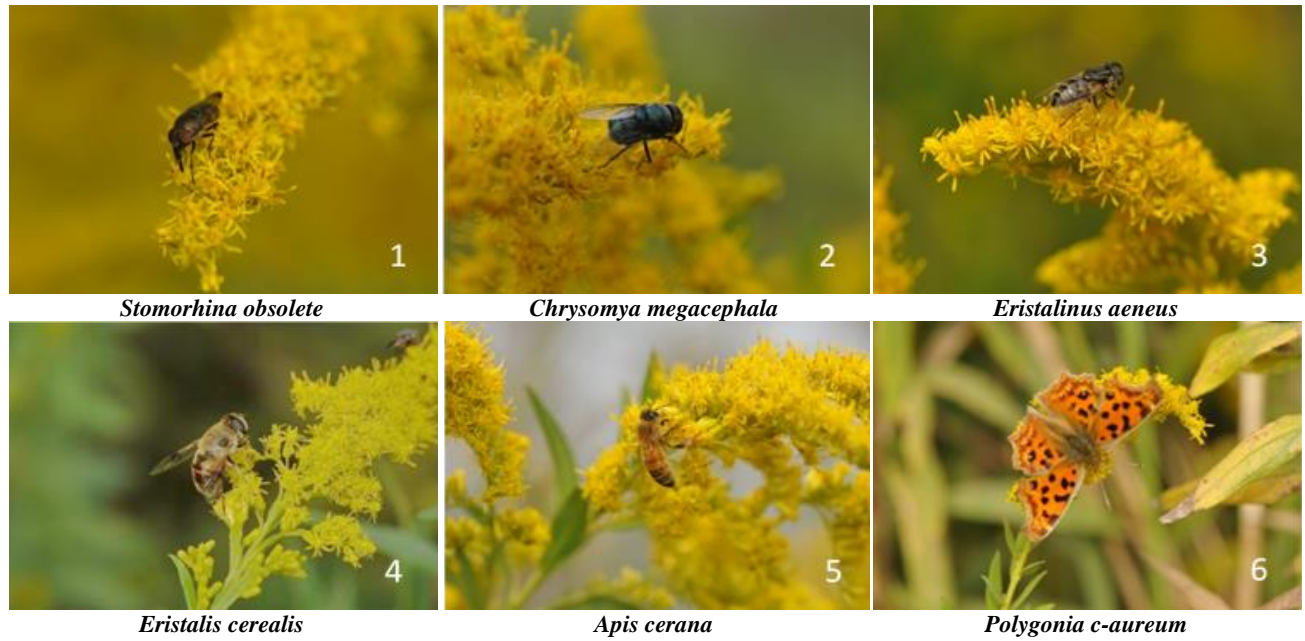 1
2
3
Stomorhina obsolete
Chrysomya megacephala
Eristalinus aeneus
4
5
6
Eristalis cerealis
Apis cerana
Polygonia c-aureum